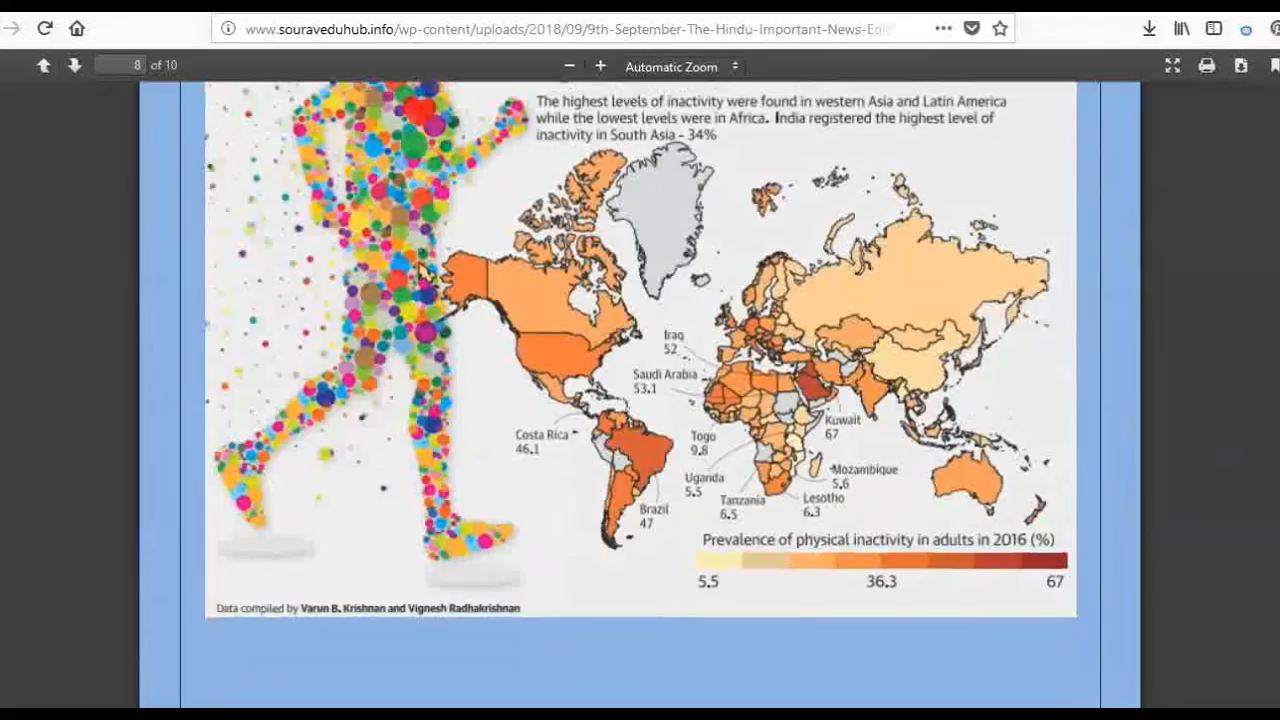 www.souraveduhub.info/wp-content/uploads/2018/09/9th-September-The-Hindu-Important-News-Edi
8 of 10
Automatic Zoom
The highest levels of inactivity were found in western Asia and Latin America
while the lowest levels were in Africa. India registered the highest level of
inactivity in South Asia - 34%
Iraq
52
Saudi Arabia
53.1
Costa Rica
46.1
Togo
9.8
Kuwait
67
Uganda
5.5
Mozambique
5.6
Tanzania
6.5
Lesotho
6.3
Brazil
47
Prevalence of physical inactivity in adults in 2016 (%)
5.5 36.3 67
Data compiled by Varun B. Krishnan and Vignesh Radhakrishnan